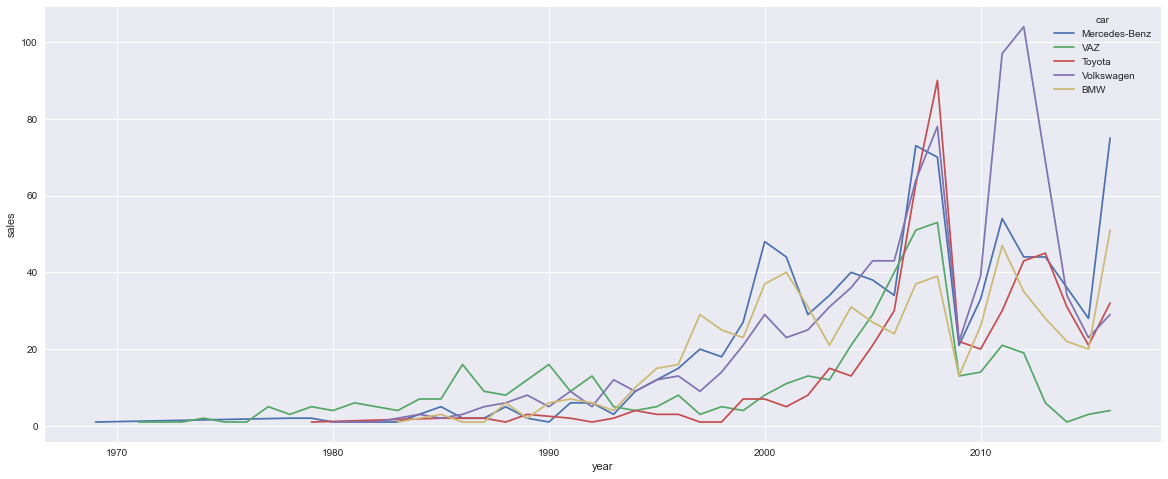 car
Mercedes-Benz
VAZ
Toyota
Volkswagen
BMW
sales
100
80
60
40
20
0
1970 1980 1990 2000 2010
year